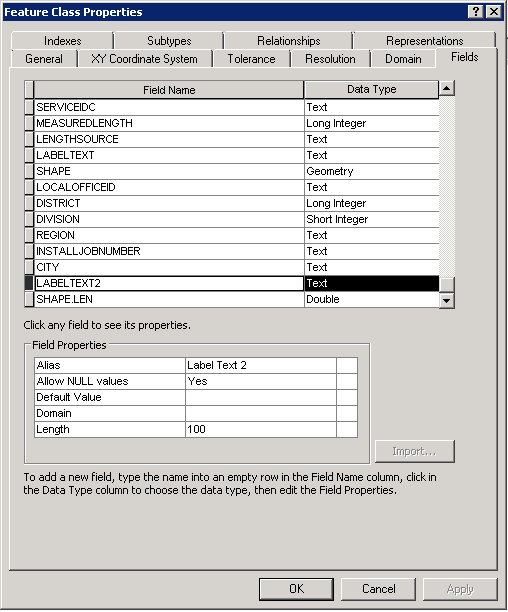 Feature Class Properties
Indexes Subtypes Relationships Representations
General XY Coordinate System Tolerance Resolution Domain Fields
Field Name Data Type
SERVICEIDC Text
MEASUREDLENGTH Long Integer
LENGTHSOURCE Text
LABELTEXT Text
SHAPE Geometry
LOCALOFFICEID Text
DISTRICT Long Integer
DIVISION Short Integer
REGION Text
INSTALLJOBNUMBER Text
CITY Text
LABELTEXT2 Text
SHAPE.LEN Double
Click any field to see its properties.
Field Properties
Alias Label Text 2
Allow NULL values Yes
Default Value
Domain
Length 100
Import...
To add a new field, type the name into an empty row in the Field Name column, click in
the Data Type column to choose the data type, then edit the Field Properties.
OK Cancel Apply